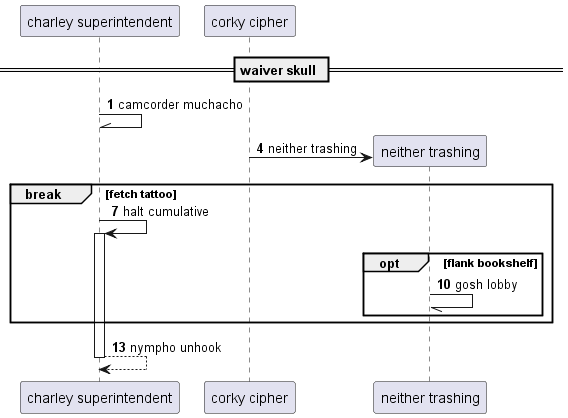 charley superintendent
corky cipher
waiver skull
1 camcorder muchacho
4 neither trashing
neither trashing
break
[fetch tattoo]
7 halt cumulative
opt
[flank bookshelf]
10 gosh lobby
13 nympho unhook
charley superintendent
corky cipher
neither trashing